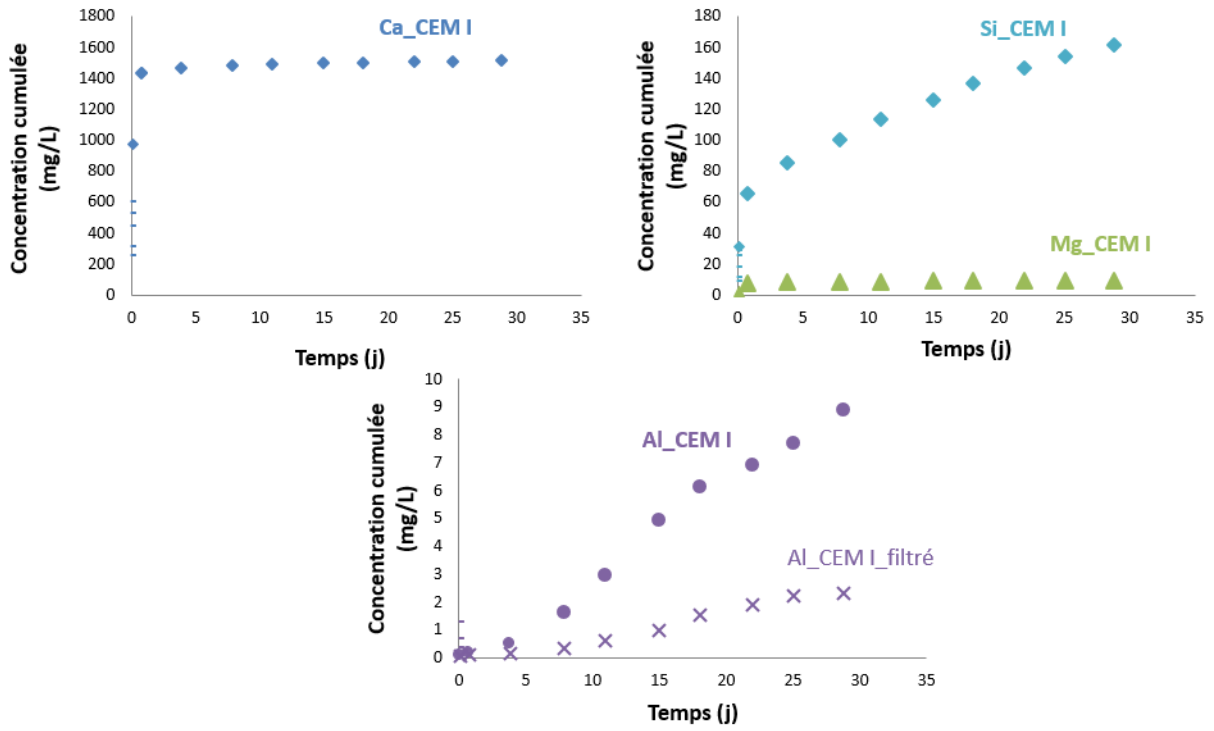 Ca_CEM I
Concentration cumulée
(mg/L)
1800
1600
1400
1200
1000
800
600
400
200
0
0 5 10 15 20 25 30 35
Temps (j)
Si_CEM I
Mg_CEM I
Concentration cumulée
(mg/L)
180
160
140
120
100
80
60
40
20
0
0 5 10 15 20 25 30 35
Temps (j)
Al_CEM I
Al_CEM I_filtré
Concentration cumulée
(mg/L)
10
9
8
7
6
5
4
3
2
1
0
0 5 10 15 20 25 30 35
Temps (j)